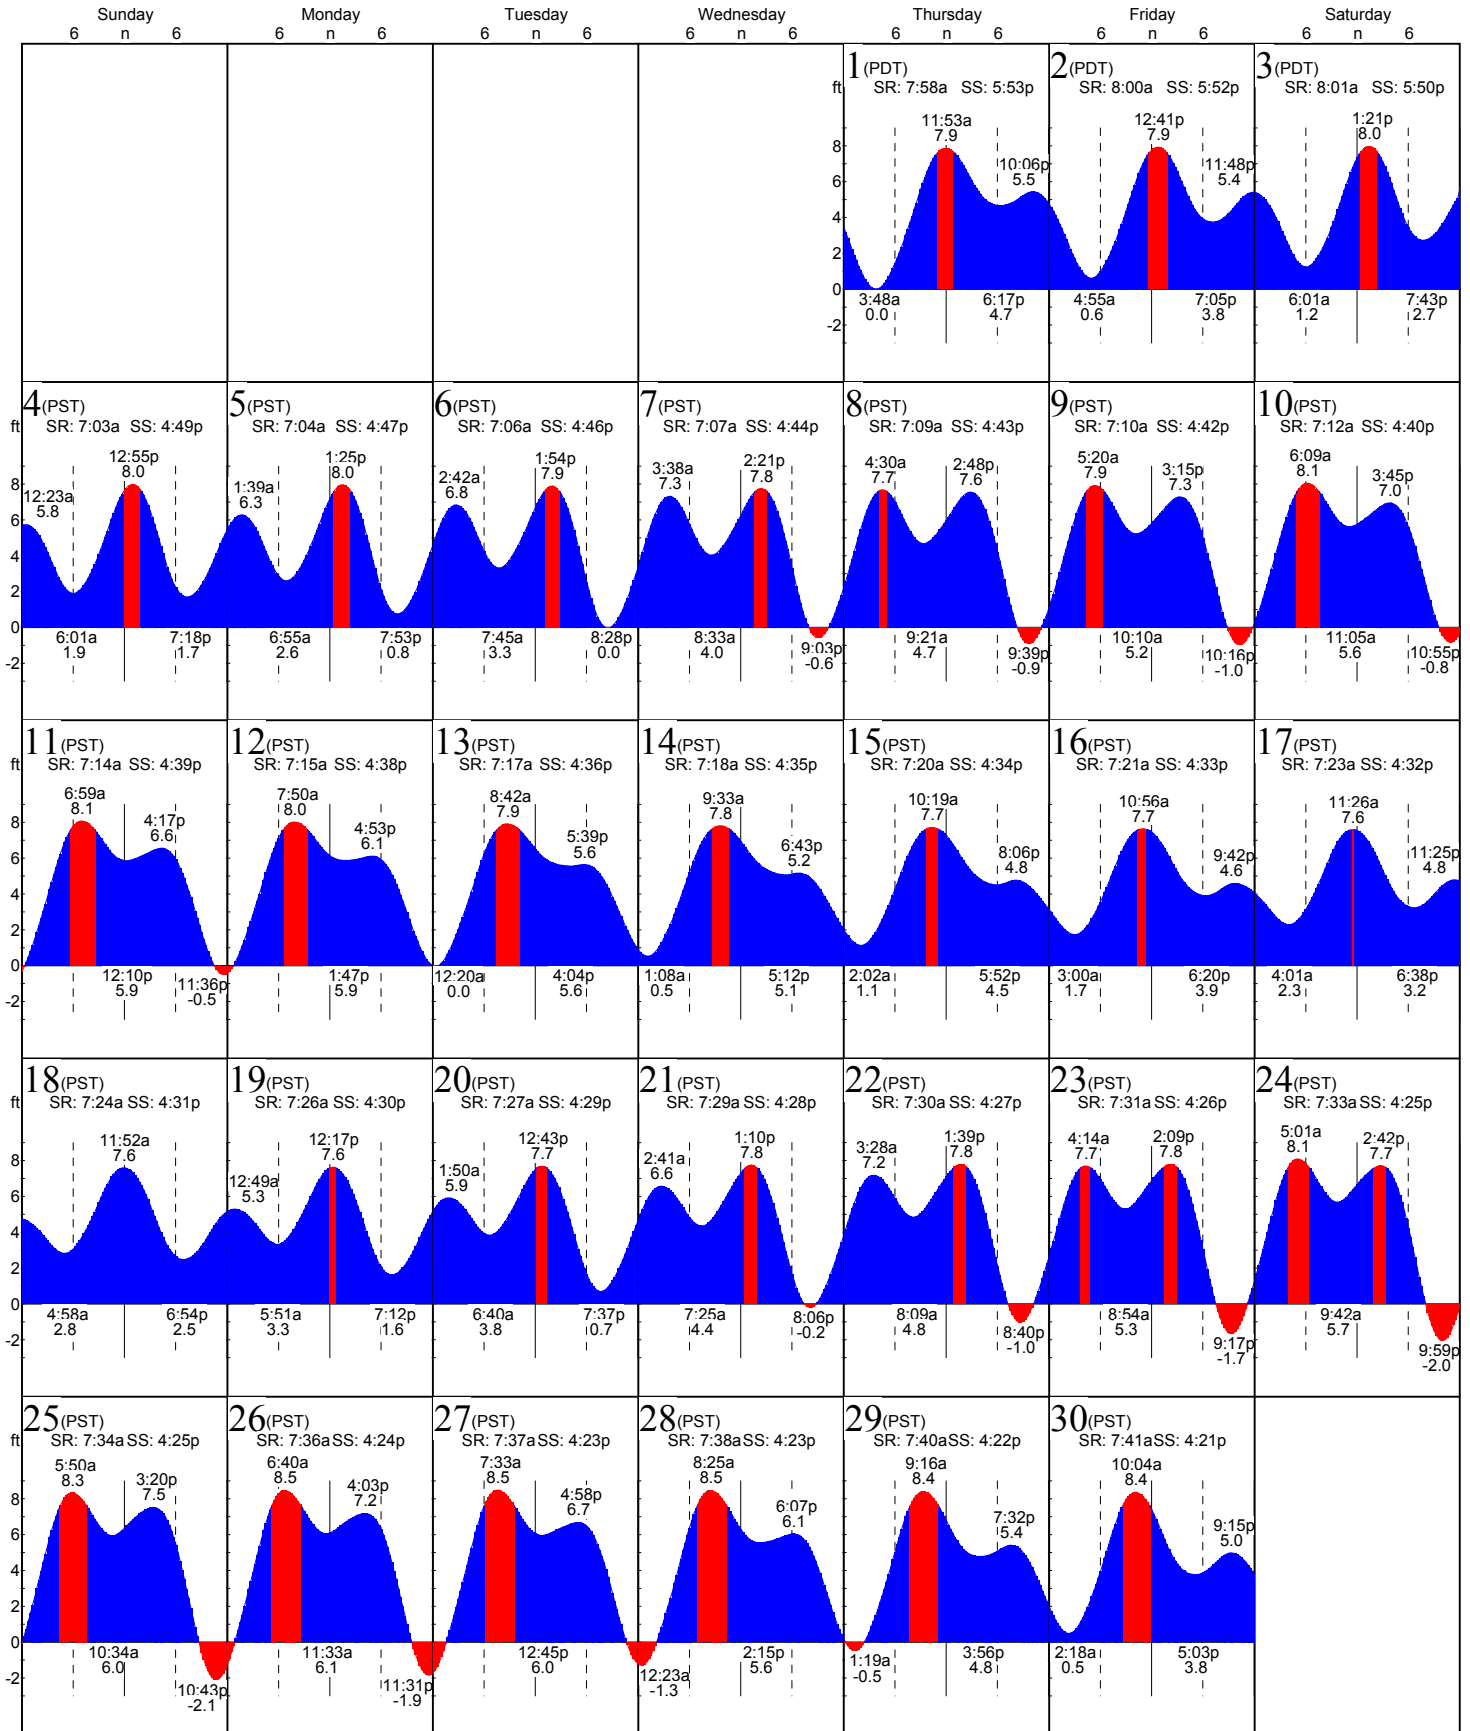 Sunday Monday Tuesday Wednesday Thursday Friday Saturday
6 n 6 6 n 6 6 n 6 6 n 6 6 n 6 6 n 6 6 n 6
1(PDT) 2(PDT) 3(PDT)
ft SR: 7:58a SS: 5:53p SR: 8:00a SS: 5:52p SR: 8:01a SS: 5:50p
11:53a 12:41p 1:21p
7.9 7.9 8.0
8
10:06p 11:48p
5.5 5.4
6
4
2
0
3:48a 6:17p 4:55a 7:05p 6:01a 7:43p
0.0 4.7 0.6 3.8 1.2 2.7
-2
4(PST) 5(PST) 6(PST) 7(PST) 8(PST) 9(PST) 10(PST)
ft SR: 7:03a SS: 4:49p SR: 7:04a SS: 4:47p SR: 7:06a SS: 4:46p SR: 7:07a SS: 4:44p SR: 7:09a SS: 4:43p SR: 7:10a SS: 4:42p SR: 7:12a SS: 4:40p
12:23a 12:55p 1:39a 1:25p 2:42a 1:54p 3:38a 2:21p 4:30a 2:48p 5:20a 3:15p 6:09a 3:45p
5.8 8.0 6.3 8.0 6.8 7.9 7.3 7.8 7.7 7.6 7.9 7.3 8.1 7.0
8
6
4
2
0
6:01a 7:18p 6:55a 7:53p 7:45a 8:28p 8:33a 9:03p 9:21a 9:39p 10:10a 10:16p 11:05a 10:55p
1.9 1.7 2.6 0.8 3.3 0.0 4.0 -0.6 4.7 -0.9 5.2 -1.0 5.6 -0.8
-2
11(PST) 12(PST) 13(PST) 14(PST) 15(PST) 16(PST) 17(PST)
ft SR: 7:14a SS: 4:39p SR: 7:15a SS: 4:38p SR: 7:17a SS: 4:36p SR: 7:18a SS: 4:35p SR: 7:20a SS: 4:34p SR: 7:21a SS: 4:33p SR: 7:23a SS: 4:32p
6:59a 4:17p 7:50a 4:53p 8:42a 5:39p 9:33a 6:43p 10:19a 8:06p 10:56a 9:42p 11:26a 11:25p
8.1 6.6 8.0 6.1 7.9 5.6 7.8 5.2 7.7 4.8 7.7 4.6 7.6 4.8
8
6
4
2
0
12:10p 11:36p 1:47p 12:20a 4:04p 1:08a 5:12p 2:02a 5:52p 3:00a 6:20p 4:01a 6:38p
5.9 -0.5 5.9 0.0 5.6 0.5 5.1 1.1 4.5 1.7 3.9 2.3 3.2
-2
18(PST) 19(PST) 20(PST) 21(PST) 22(PST) 23(PST) 24(PST)
ft SR: 7:24a SS: 4:31p SR: 7:26a SS: 4:30p SR: 7:27a SS: 4:29p SR: 7:29a SS: 4:28p SR: 7:30a SS: 4:27p SR: 7:31a SS: 4:26p SR: 7:33a SS: 4:25p
11:52a 12:49a 12:17p 1:50a 12:43p 2:41a 1:10p 3:28a 1:39p 4:14a 2:09p 5:01a 2:42p
7.6 5.3 7.6 5.9 7.7 6.6 7.8 7.2 7.8 7.7 7.8 8.1 7.7
8
6
4
2
0
4:58a 6:54p 5:51a 7:12p 6:40a 7:37p 7:25a 8:06p 8:09a 8:40p 8:54a 9:17p 9:42a 9:59p
2.8 2.5 3.3 1.6 3.8 0.7 4.4 -0.2 4.8 -1.0 5.3 -1.7 5.7 -2.0
-2
25(PST) 26(PST) 27(PST) 28(PST) 29(PST) 30(PST)
ft SR: 7:34a SS: 4:25p SR: 7:36a SS: 4:24p SR: 7:37a SS: 4:23p SR: 7:38a SS: 4:23p SR: 7:40a SS: 4:22p SR: 7:41a SS: 4:21p
5:50a 3:20p 6:40a 4:03p 7:33a 4:58p 8:25a 6:07p 9:16a 7:32p 10:04a 9:15p
8.3 7.5 8.5 7.2 8.5 6.7 8.5 6.1 8.4 5.4 8.4 5.0
8
6
4
2
0
10:34a 10:43p 11:33a 11:31p 12:45p 12:23a 2:15p 1:19a 3:56p 2:18a 5:03p
6.0 -2.1 6.1 -1.9 6.0 -1.3 5.6 -0.5 4.8 0.5 3.8
-2